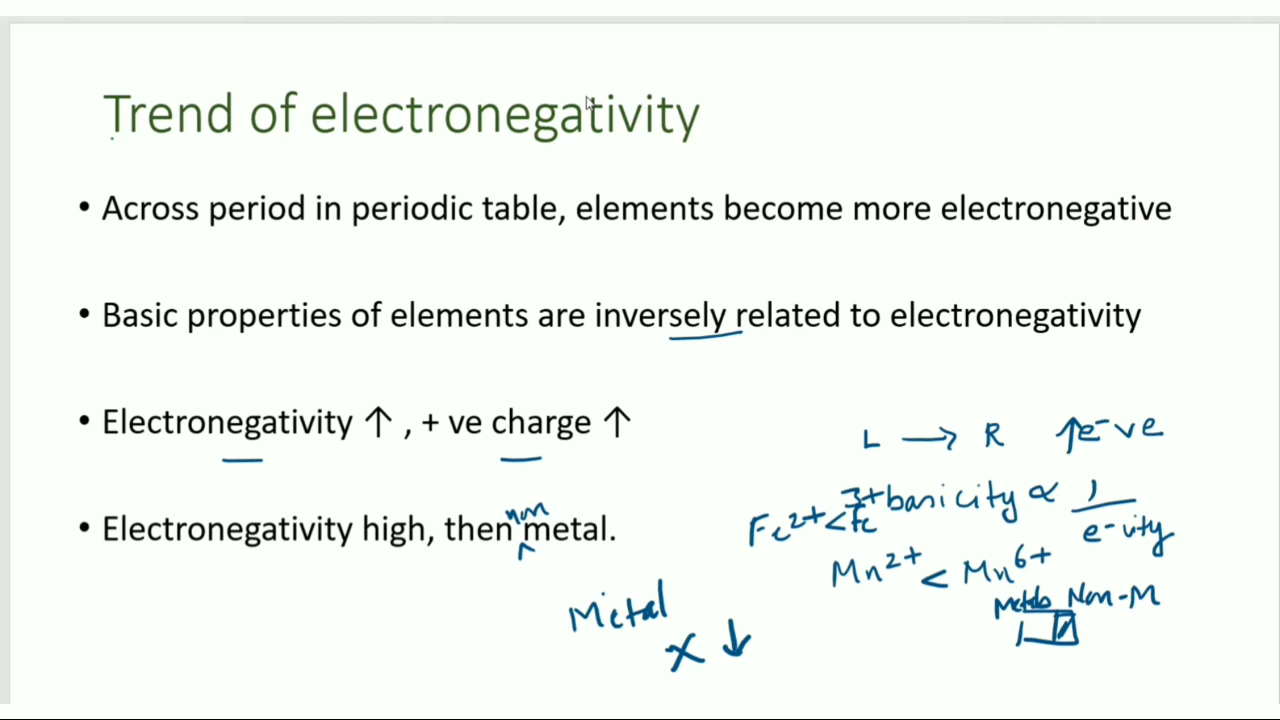 Trend of electronegativity
• Across period in periodic table, elements become more electronegative
• Basic properties of elements are inversely related to electronegativity
• Electronegativity ↑ , + ve charge ↑
L → R ↑e⁻ve
basicity ∝ 1/e⁻vity
Fe²⁺ < Fe³⁺
• Electronegativity high, then non metal.
Mn²⁺ < Mn⁶⁺
Metals Non-M
Metal
X ↓